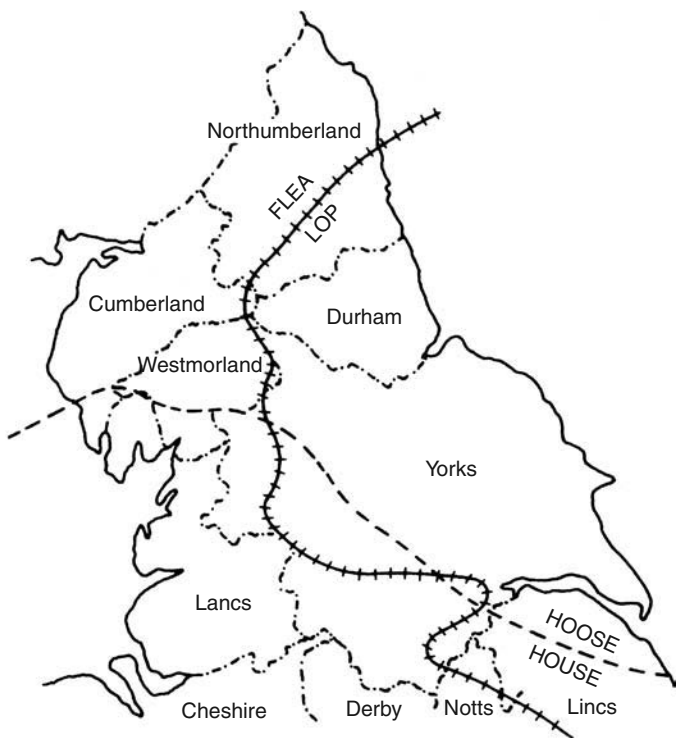 Northumberland
FLEA
LOP
Cumberland
Durham
Westmorland
Yorks
Lancs
HOOSE
HOUSE
Cheshire
Derby
Notts
Lincs